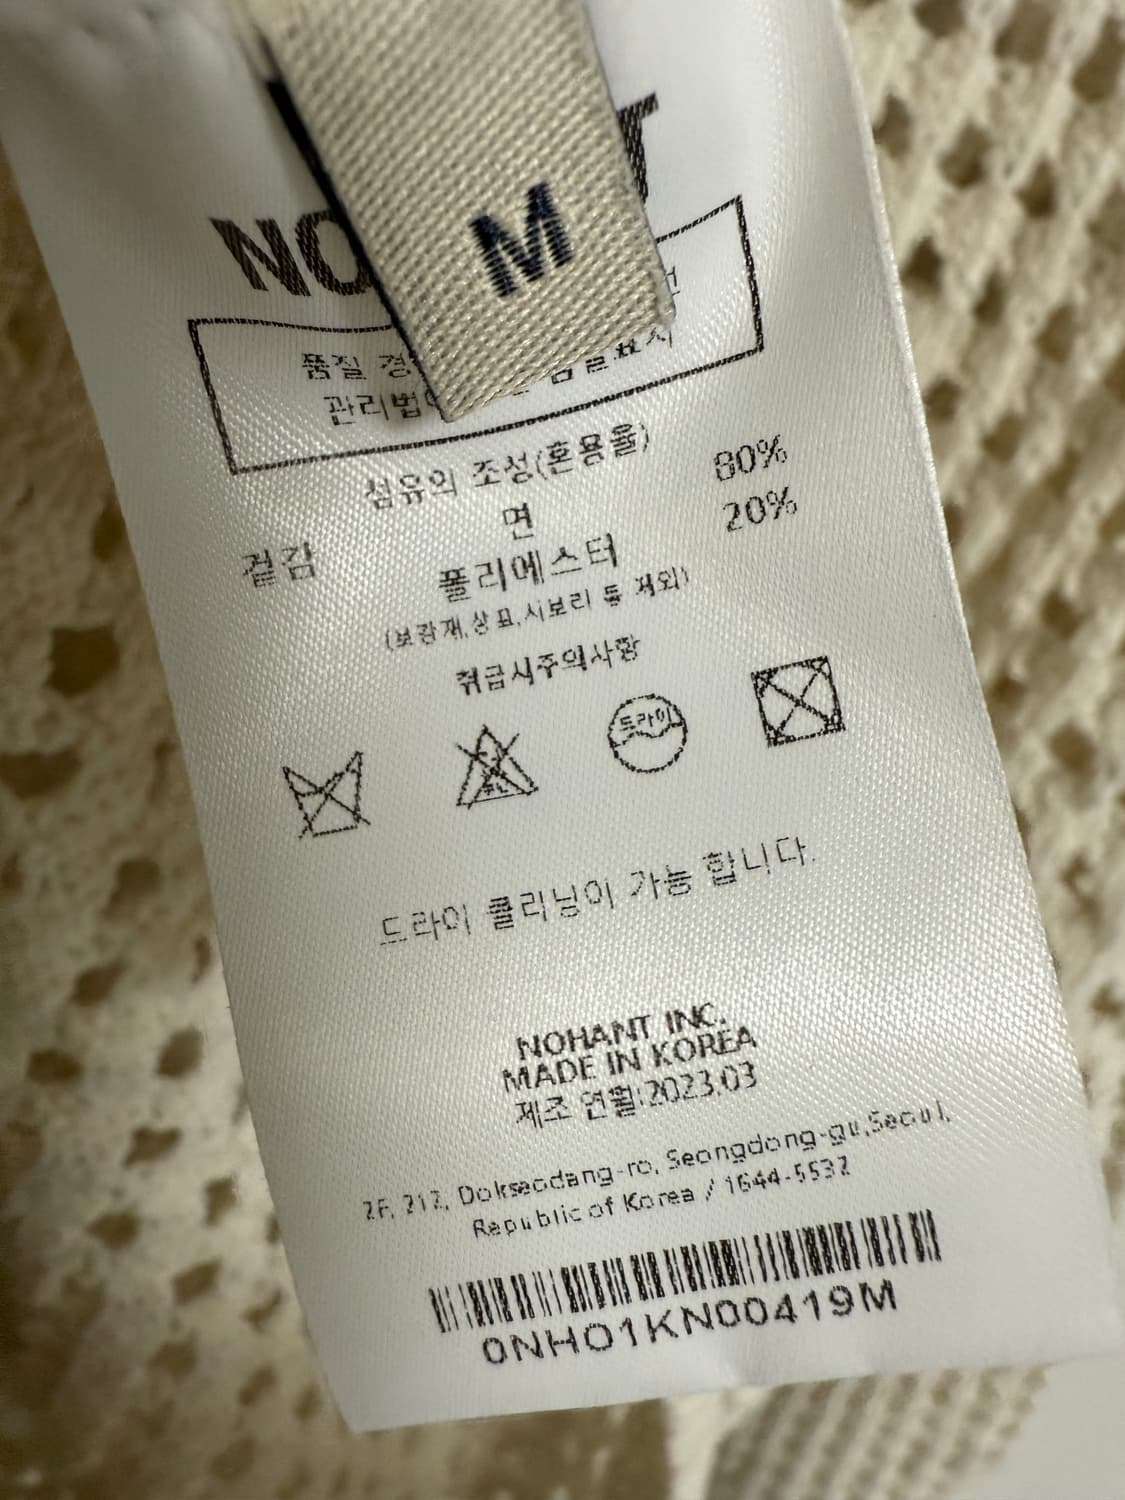 M
품질
관리법
섬유의 조성(혼용율)
면 80%
겉감 폴리에스터 20%
(보강재,상표,시보리 등 제외)
취급시주의사항
드라이
드라이 클리닝이 가능 합니다.
NOHANT INC.
MADE IN KOREA
제조 연월:2023.03
2F, 212, Dokseodang-ro, Seongdong-gu,Seoul,
Republic of Korea / 1644-5532
0NHO1KN00419M